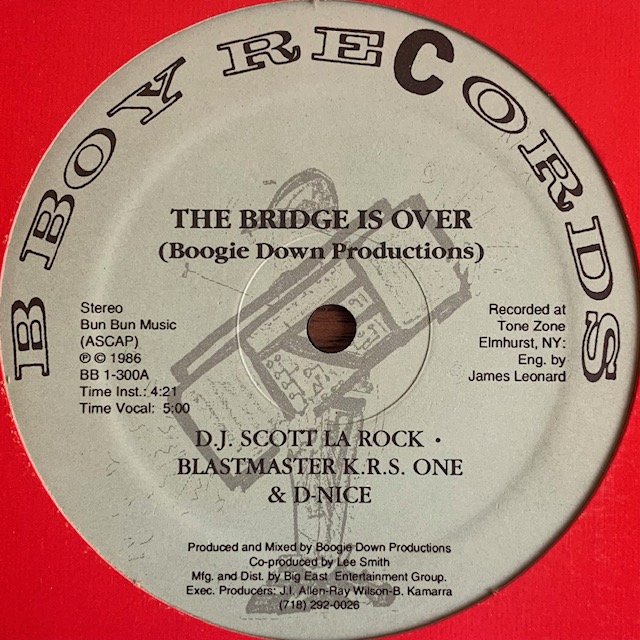 B BOY RECORDS
THE BRIDGE IS OVER
(Boogie Down Productions)
Stereo
Bun Bun Music
(ASCAP)
℗ © 1986
BB 1-300A
Time Inst.: 4:21
Time Vocal: 5:00
Recorded at
Tone Zone
Elmhurst, NY:
Eng. by
James Leonard
D.J. SCOTT LA ROCK •
BLASTMASTER K.R.S. ONE
& D-NICE
Produced and Mixed by Boogie Down Productions
Co-produced by Lee Smith
Mfg. and Dist. by Big East Entertainment Group.
Exec. Producers: J.I. Allen-Ray Wilson-B. Kamarra
(718) 292-0026